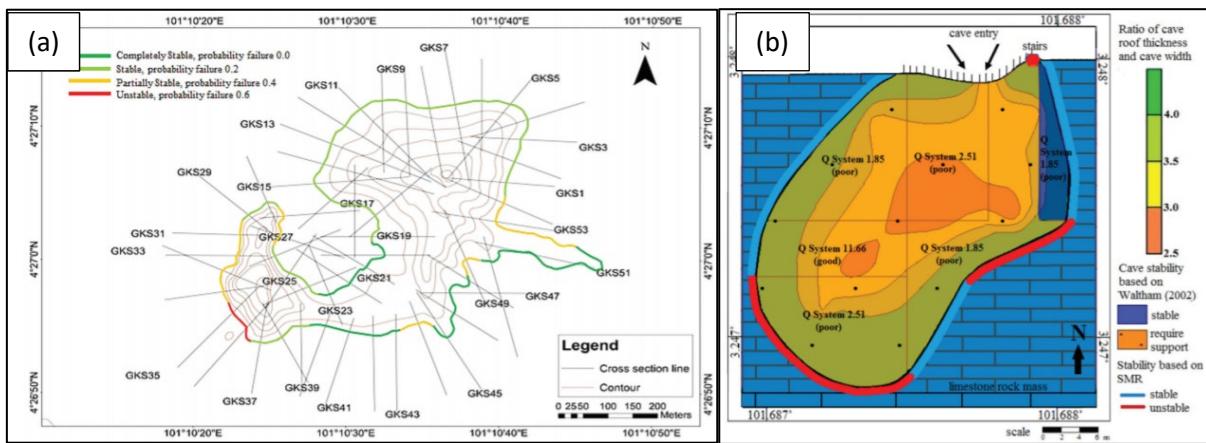 (a)
101°10'20"E
101°10'30"E
101°10'40"E
101°10'50"E
Completely Stable, probability failure 0.0
Stable, probability failure 0.2
Partially Stable, probability failure 0.4
Unstable, probability failure 0.6
N
4°27'10"N
4°27'0"N
4°26'50"N
GKS7
GKS9
GKS5
GKS11
GKS13
GKS3
GKS29
GKS15
GKS1
GKS17
GKS53
GKS31
GKS27
GKS19
GKS33
GKS51
GKS25
GKS21
GKS47
GKS49
GKS23
GKS35
GKS39
GKS45
GKS37
GKS41
GKS43
Legend
Cross section line
Contour
0 25 50 100 150 200
Meters
4°27'10"N
4°27'0"N
4°26'50"N
101°10'20"E
101°10'30"E
101°10'40"E
101°10'50"E
(b)
101.688°
cave entry
stairs
3.248°
3.248°
Q System 1.85
(poor)
Q System 2.51
(poor)
Q
System
1.85
(poor)
Q System 11.66
(good)
Q System 1.85
(poor)
Q System 2.51
(poor)
N
3.247°
3.247°
limestone rock mass
101.687°
101.688°
scale
0 2 4 6 m
Ratio of cave
roof thickness
and cave width
4.0
3.5
3.0
2.5
Cave stability
based on
Waltham (2002)
stable
require
support
Stability based on
SMR
stable
unstable